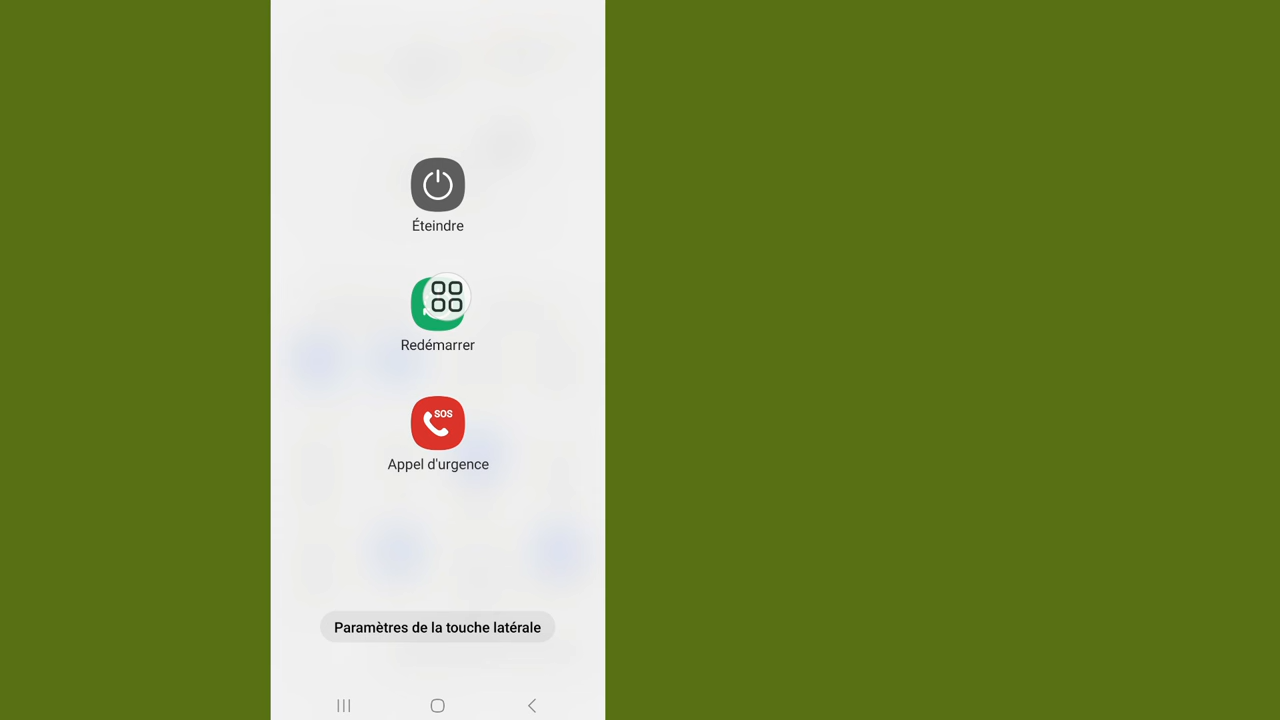 Éteindre
Redémarrer
SOS
Appel d'urgence
Paramètres de la touche latérale